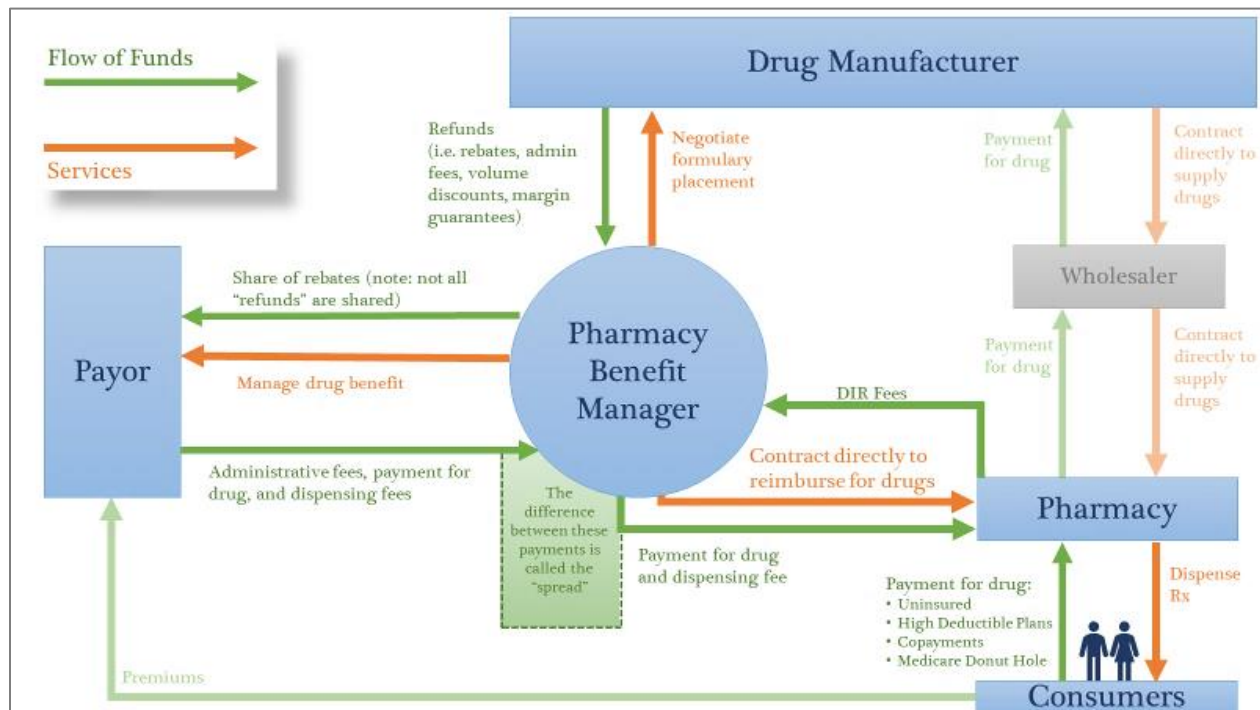 Flow of Funds
Services
Drug Manufacturer
Refunds
(i.e. rebates, admin
fees, volume
discounts, margin
guarantees)
Negotiate
formulary
placement
Payment
for drug
Contract
directly to
supply
drugs
Wholesaler
Share of rebates (note: not all
“refunds” are shared)
Payor
Manage drug benefit
Pharmacy
Benefit
Manager
Payment
for drug
Contract
directly to
supply
drugs
DIR Fees
Administrative fees, payment for
drug, and dispensing fees
Contract directly to
reimburse for drugs
The
difference
between these
payments is
called the
“spread”
Pharmacy
Payment for drug
and dispensing fee
Payment for drug:
• Uninsured
• High Deductible Plans
• Copayments
• Medicare Donut Hole
Dispense
Rx
Premiums
Consumers